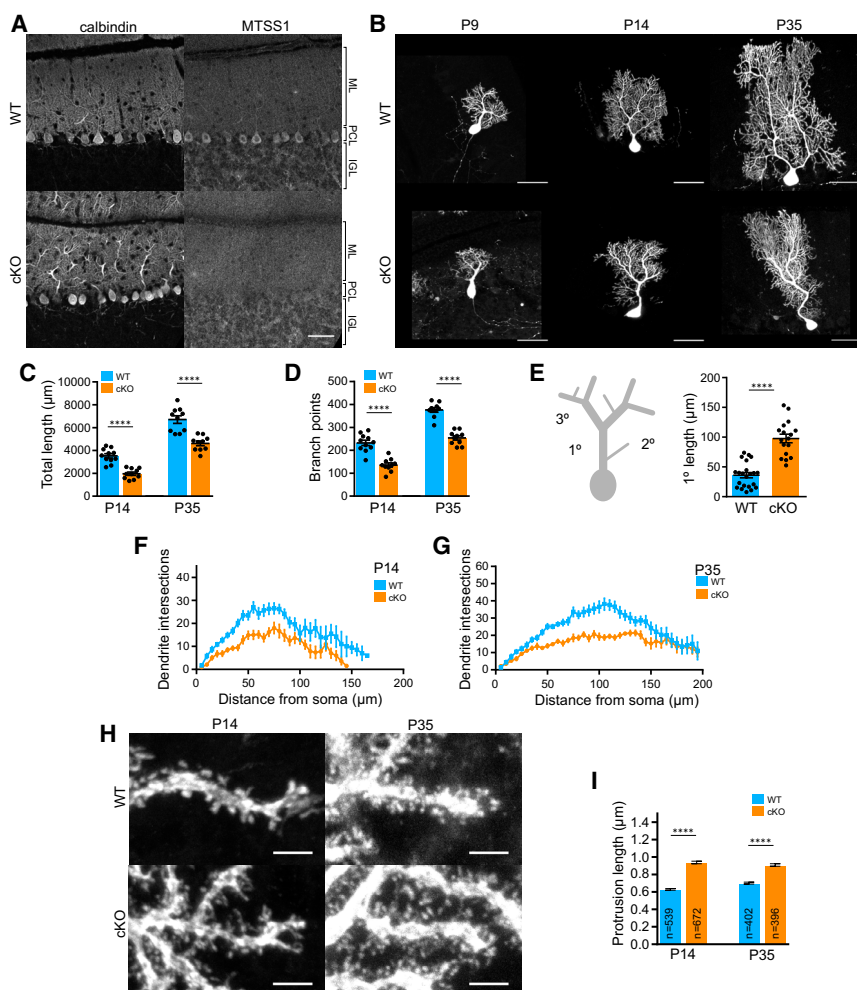 A
calbindin
MTSS1
WT
cKO
ML
PCL
IGL
ML
PCL
IGL
B
P9
P14
P35
WT
cKO
C
WT
cKO
Total length (µm)
10000
8000
6000
4000
2000
0
****
****
P14
P35
D
WT
cKO
Branch points
500
400
300
200
100
0
****
****
P14
P35
E
3º
1º
2º
1º length (µm)
200
150
100
50
0
****
WT
cKO
F
P14
WT
cKO
Dendrite intersections
40
30
20
10
0
0
50
100
150
200
Distance from soma (µm)
G
P35
WT
cKO
Dendrite intersections
60
50
40
30
20
10
0
0
50
100
150
200
Distance from soma (µm)
H
P14
P35
WT
cKO
I
WT
cKO
Protrusion length (µm)
1.4
1.2
1.0
0.8
0.6
0.4
0.2
0
****
****
n=539
n=672
n=402
n=396
P14
P35